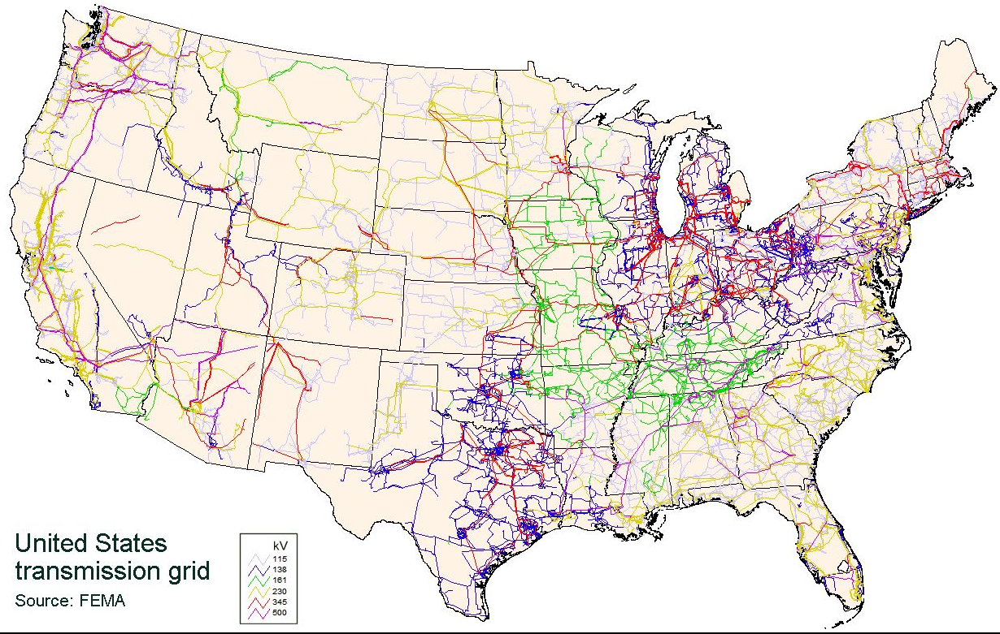 United States
transmission grid
Source: FEMA
kV
115
138
161
230
345
500